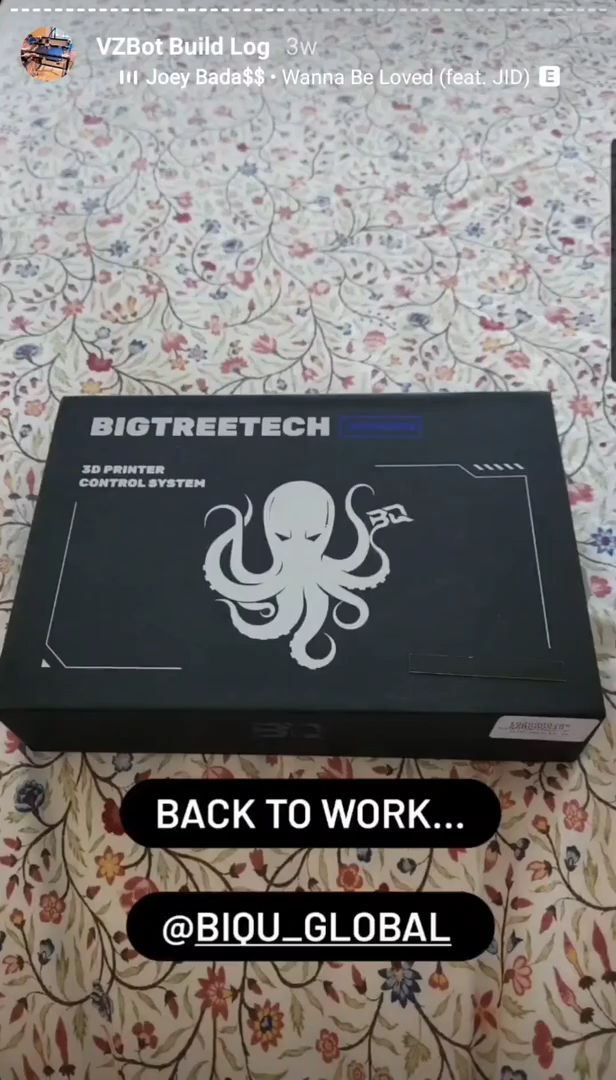 VZBot Build Log 3w
Joey Bada$$ • Wanna Be Loved (feat. JID) E
BIGTREETECH
3D PRINTER
CONTROL SYSTEM
BQ
BACK TO WORK...
@BIQU_GLOBAL